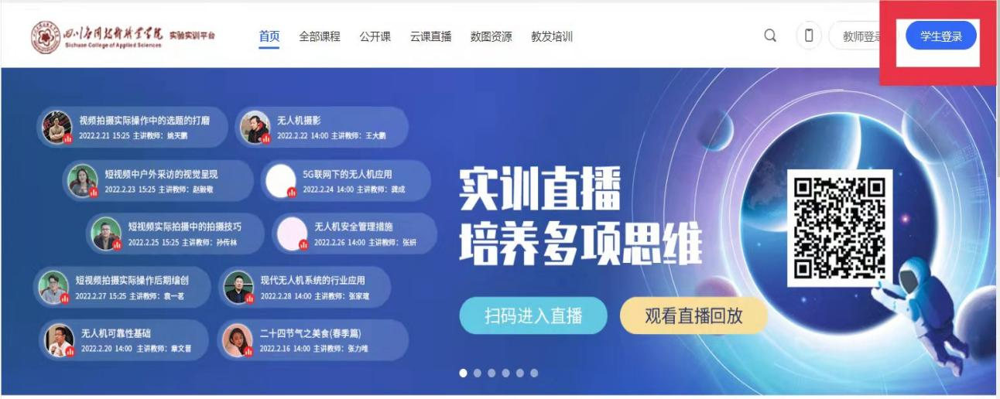 四川应用技术职业学院 实验实训平台
Sichuan College of Applied Sciences
首页 全部课程 公开课 云课直播 数图资源 教发培训
教师登录 学生登录
视频拍摄实际操作中的选题的打磨
2022.2.21 15:25 主讲教师:姚天鹏
无人机摄影
2022.2.22 14:00 主讲教师:王大鹏
短视频中户外采访的视觉呈现
2022.2.23 15:25 主讲教师:赵毅敬
5G联网下的无人机应用
2022.2.24 14:00 主讲教师:龚成
短视频实际拍摄中的拍摄技巧
2022.2.25 15:25 主讲教师:孙传林
无人机安全管理措施
2022.2.26 14:00 主讲教师:张妍
短视频拍摄实际操作后期编创
2022.2.27 15:25 主讲教师:袁一茗
现代无人机系统的行业应用
2022.2.28 14:00 主讲教师:张家瑄
无人机可靠性基础
2022.2.20 14:00 主讲教师:章文晋
二十四节气之美食(春季篇)
2022.2.16 14:00 主讲教师:张力唯
实训直播
培养多项思维
扫码进入直播 观看直播回放